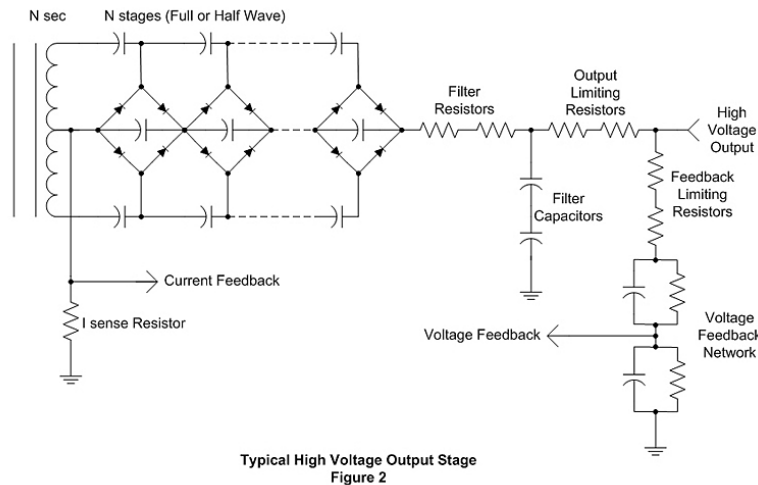 N sec
N stages (Full or Half Wave)
Filter
Resistors
Output
Limiting
Resistors
High
Voltage
Output
Feedback
Limiting
Resistors
Filter
Capacitors
Current Feedback
I sense Resistor
Voltage Feedback
Voltage
Feedback
Network
Typical High Voltage Output Stage
Figure 2